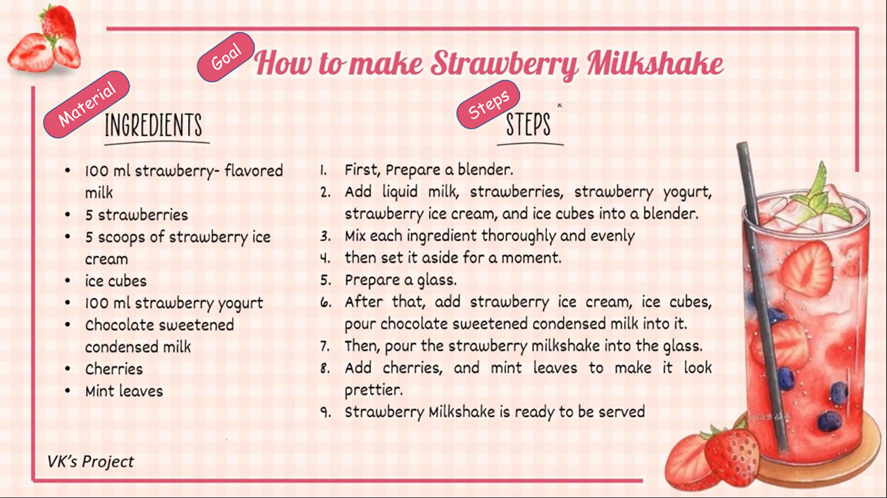 Goal
How to make Strawberry Milkshake
Material
INGREDIENTS
• 100 ml strawberry- flavored
milk
• 5 strawberries
• 5 scoops of strawberry ice
cream
• ice cubes
• 100 ml strawberry yogurt
• Chocolate sweetened
condensed milk
• Cherries
• Mint leaves
Steps
STEPS
1. First, Prepare a blender.
2. Add liquid milk, strawberries, strawberry yogurt,
strawberry ice cream, and ice cubes into a blender.
3. Mix each ingredient thoroughly and evenly
4. then set it aside for a moment.
5. Prepare a glass.
6. After that, add strawberry ice cream, ice cubes,
pour chocolate sweetened condensed milk into it.
7. Then, pour the strawberry milkshake into the glass.
8. Add cherries, and mint leaves to make it look
prettier.
9. Strawberry Milkshake is ready to be served
VK's Project